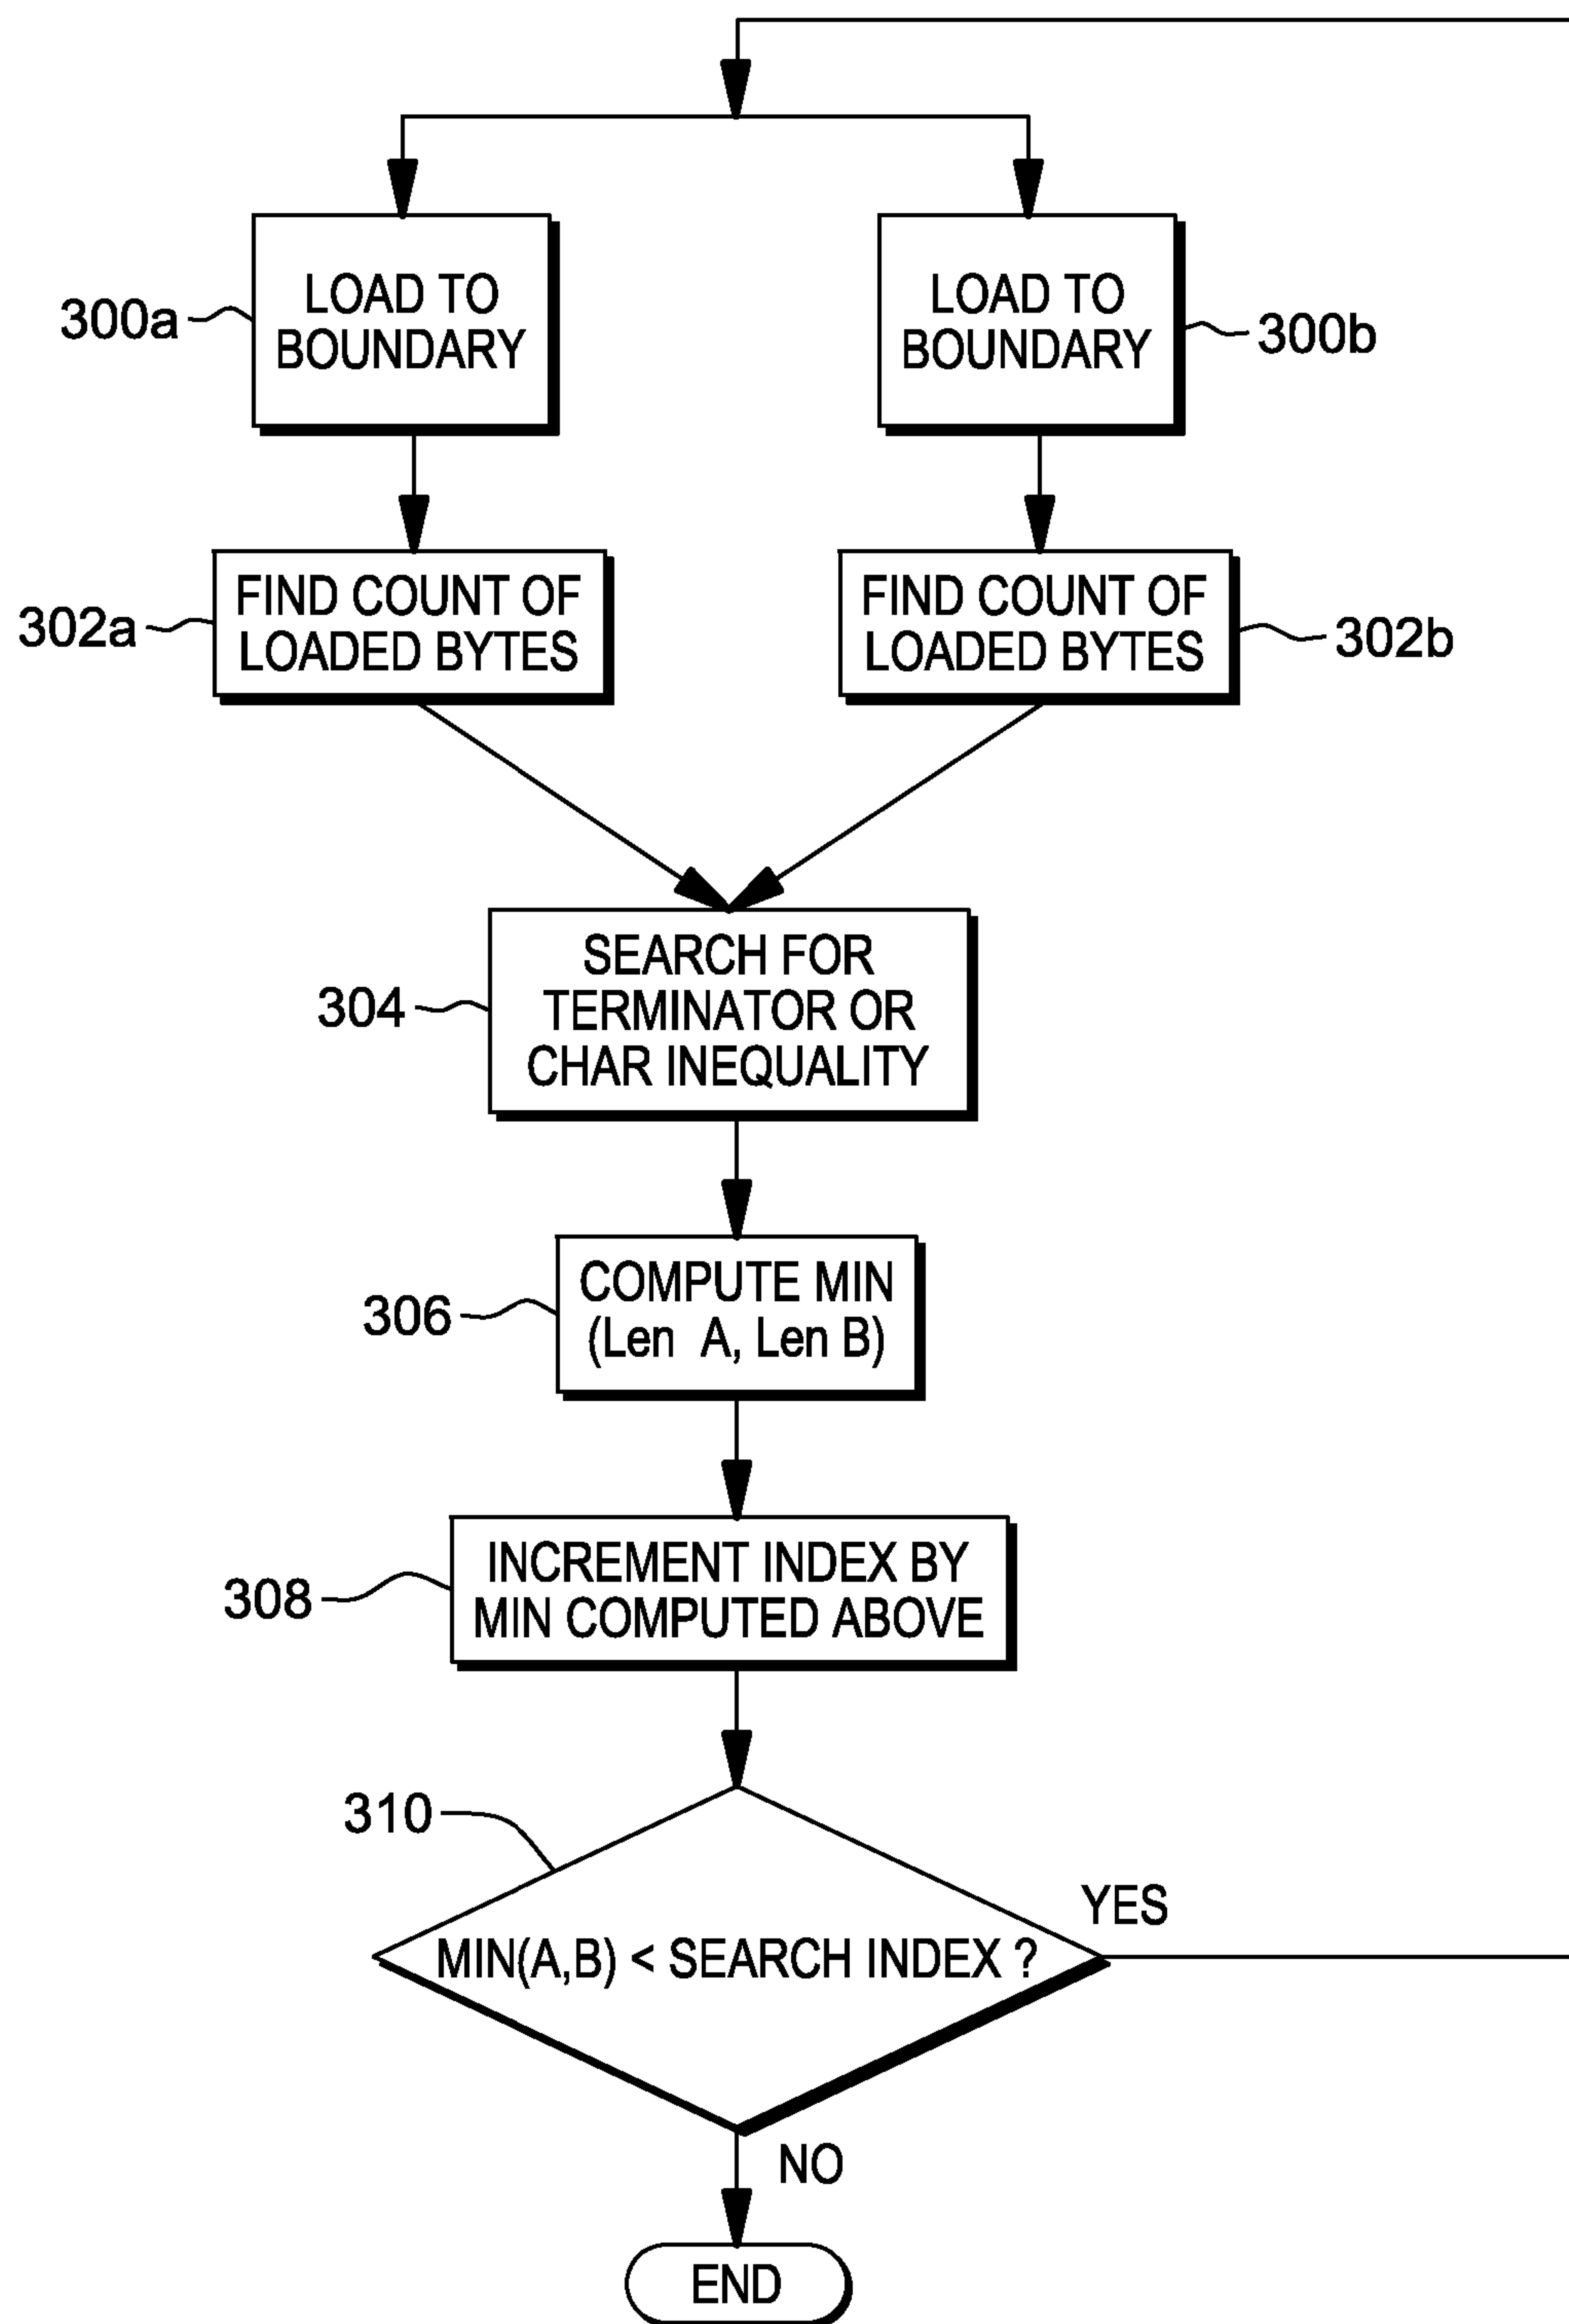 LOAD TO
BOUNDARY
300a
LOAD TO
BOUNDARY
300b
FIND COUNT OF
LOADED BYTES
302a
FIND COUNT OF
LOADED BYTES
302b
SEARCH FOR
TERMINATOR OR
CHAR INEQUALITY
304
COMPUTE MIN
(Len A, Len B)
306
INCREMENT INDEX BY
MIN COMPUTED ABOVE
308
310
YES
MIN(A,B) < SEARCH INDEX ?
NO
END